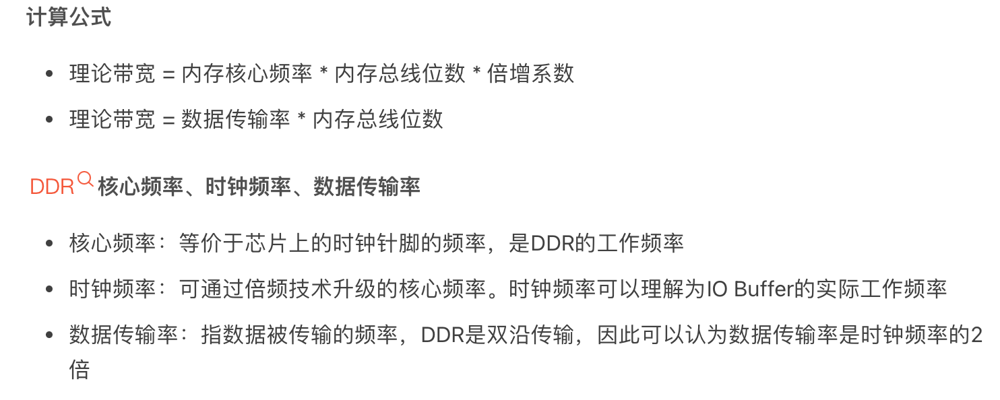 计算公式
• 理论带宽 = 内存核心频率 * 内存总线位数 * 倍增系数
• 理论带宽 = 数据传输率 * 内存总线位数
DDR 核心频率、时钟频率、数据传输率
• 核心频率：等价于芯片上的时钟针脚的频率，是DDR的工作频率
• 时钟频率：可通过倍频技术升级的核心频率。时钟频率可以理解为IO Buffer的实际工作频率
• 数据传输率：指数据被传输的频率，DDR是双沿传输，因此可以认为数据传输率是时钟频率的2
倍